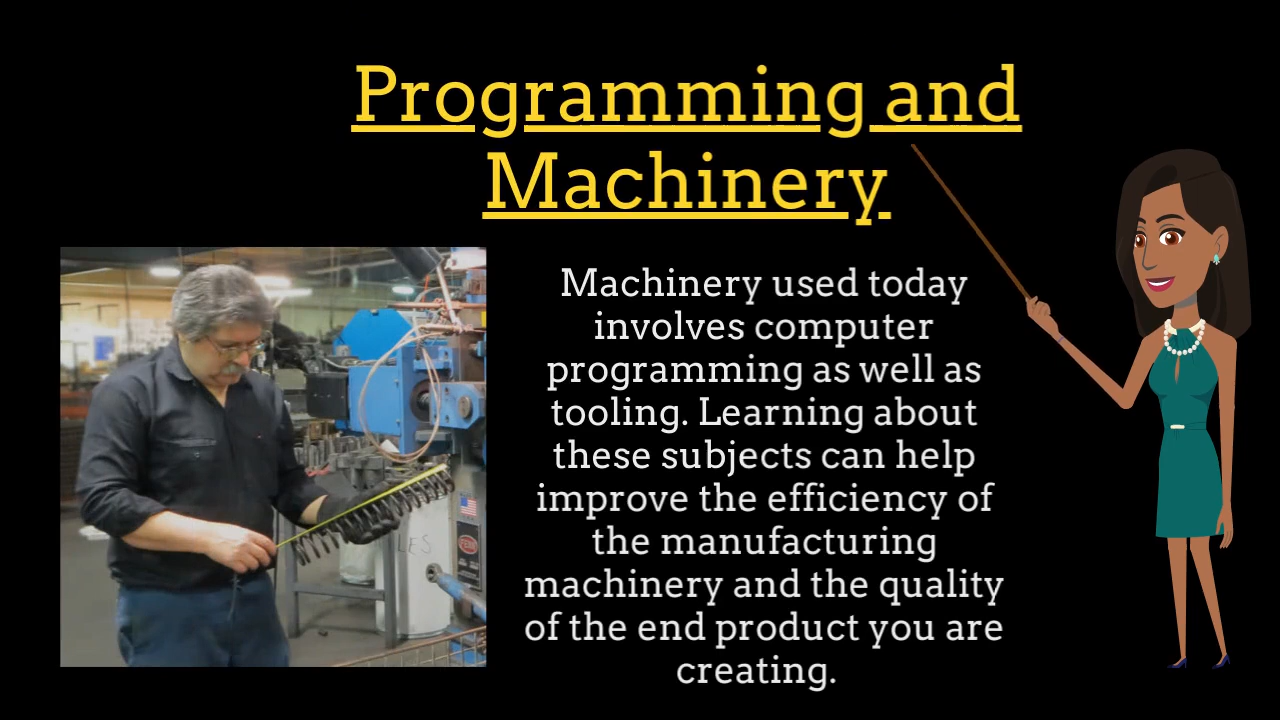 Programming and
Machinery
Machinery used today
involves computer
programming as well as
tooling. Learning about
these subjects can help
improve the efficiency of
the manufacturing
machinery and the quality
of the end product you are
creating.
LES